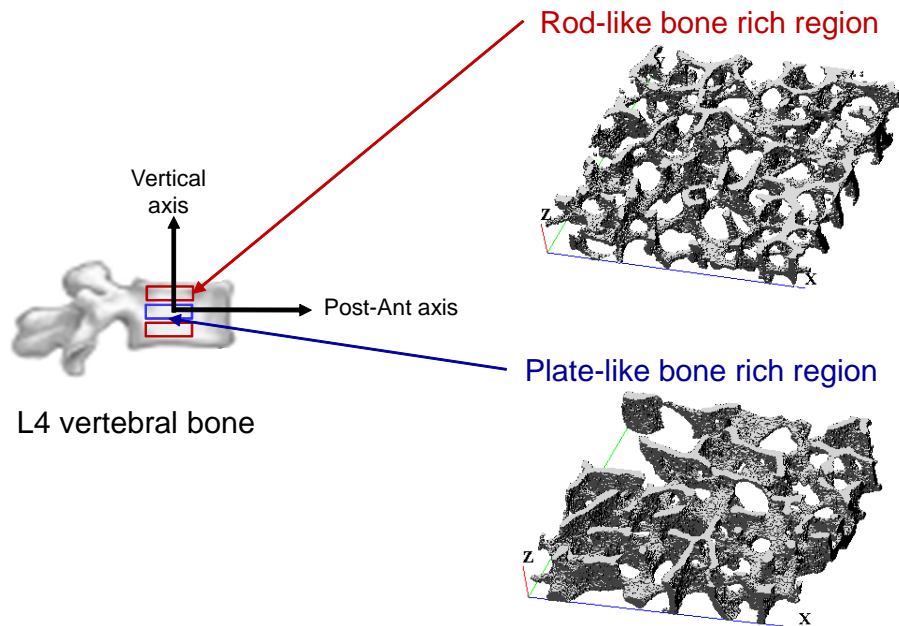 Rod-like bone rich region
Y
Z
X
Vertical
axis
Post-Ant axis
Plate-like bone rich region
L4 vertebral bone
Z
X